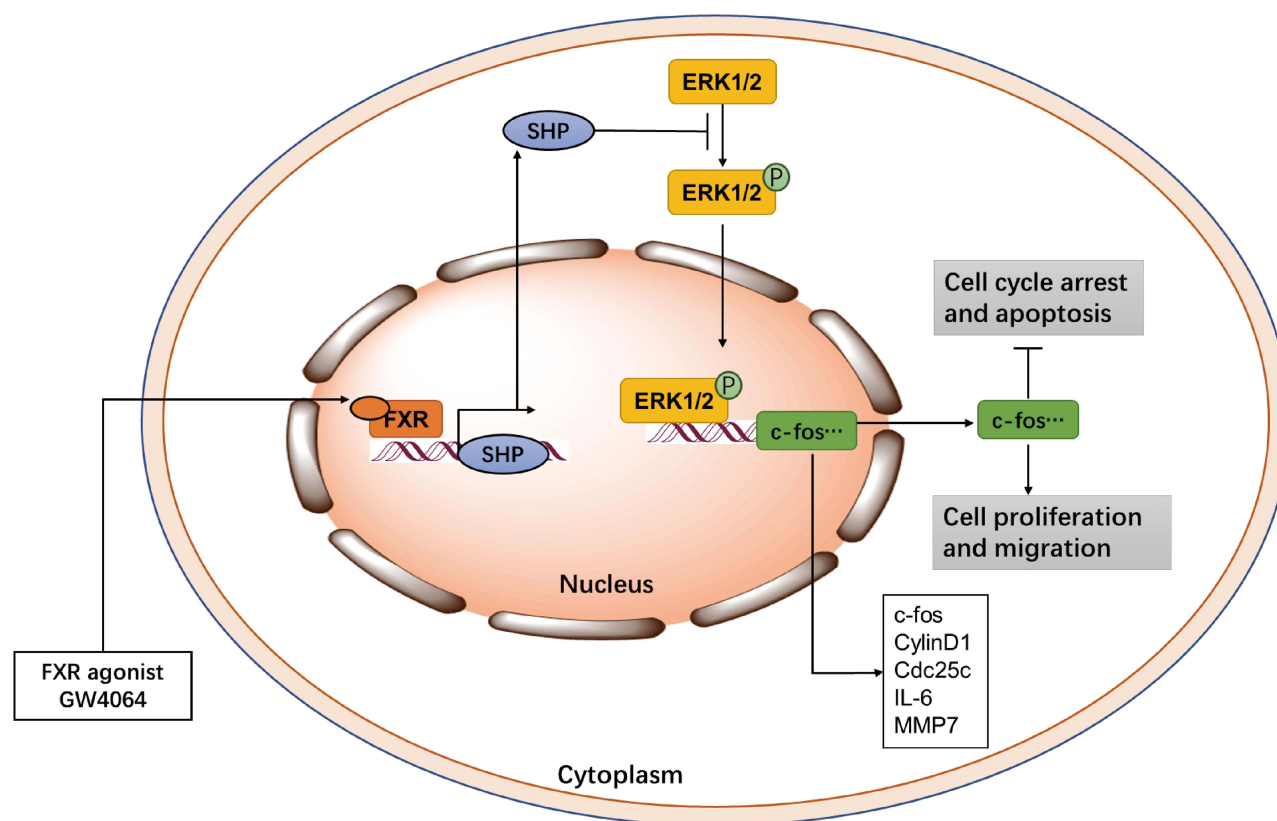 ERK1/2
SHP
P
ERK1/2
Cell cycle arrest
and apoptosis
P
ERK1/2
FXR
c-fos···
c-fos···
SHP
Cell proliferation
and migration
Nucleus
c-fos
CylinD1
Cdc25c
IL-6
MMP7
FXR agonist
GW4064
Cytoplasm